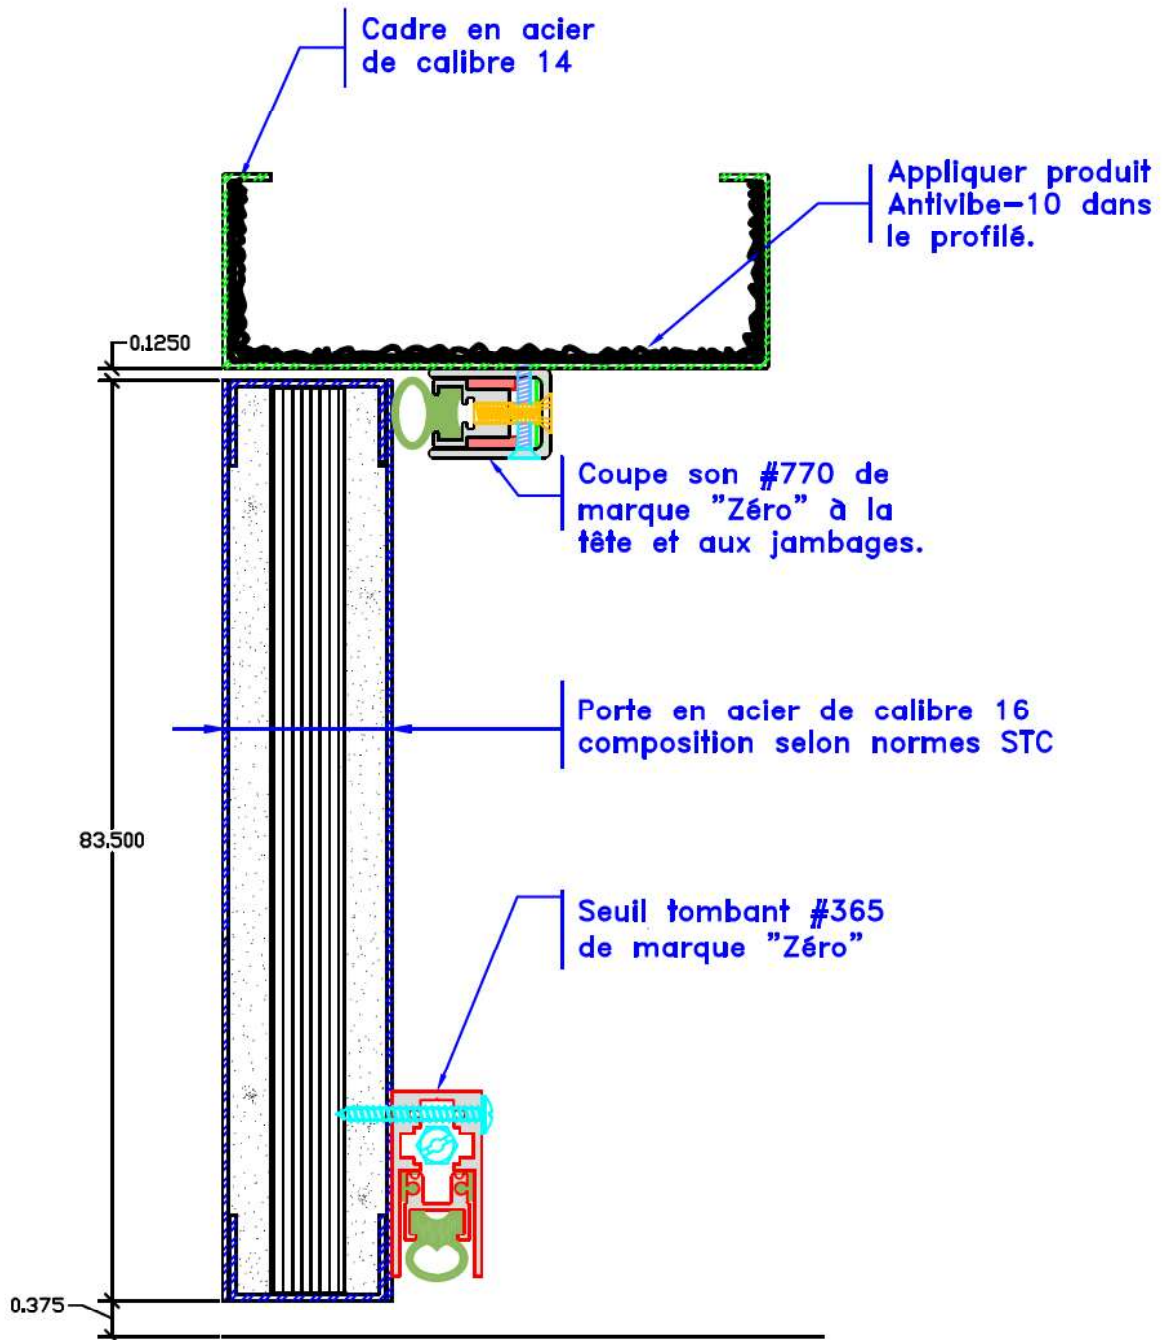 Cadre en acier
de calibre 14
Appliquer produit
Antivibe-10 dans
le profilé.
0.1250
Coupe son #770 de
marque "Zéro" à la
tête et aux jambages.
Porte en acier de calibre 16
composition selon normes STC
83.500
Seuil tombant #365
de marque "Zéro"
0.375